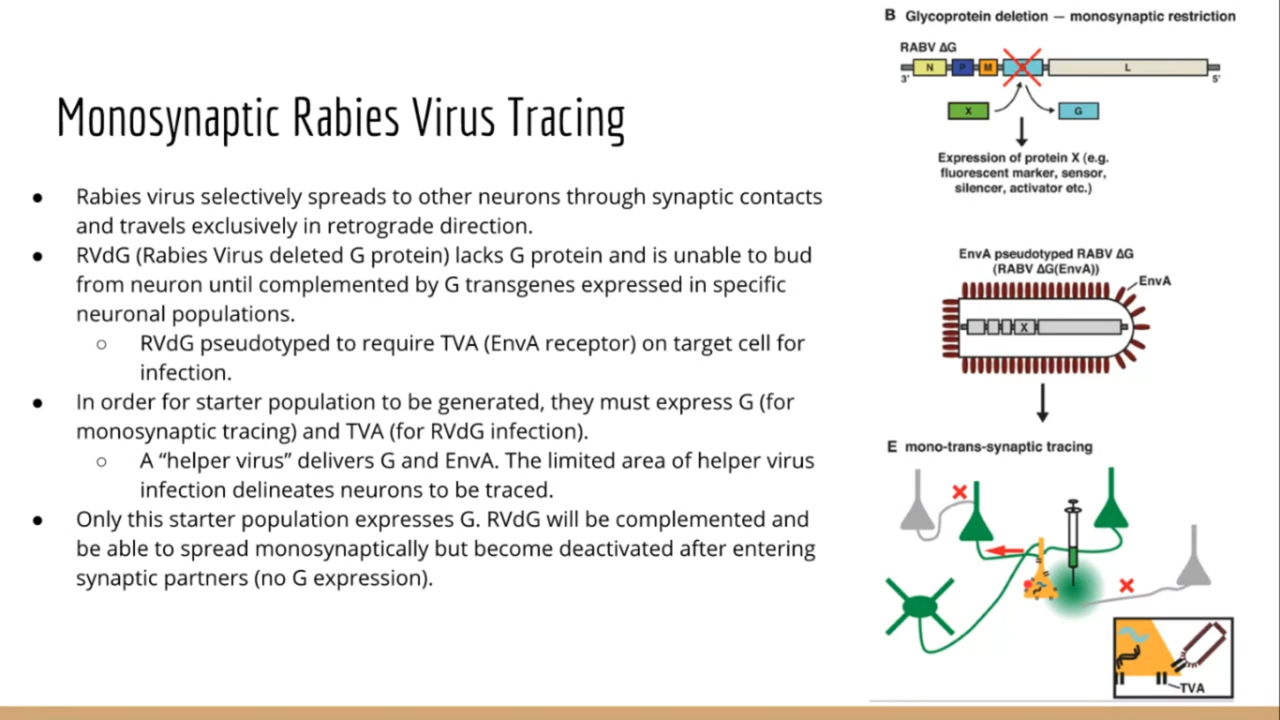 Monosynaptic Rabies Virus Tracing
● Rabies virus selectively spreads to other neurons through synaptic contacts
and travels exclusively in retrograde direction.
● RVdG (Rabies Virus deleted G protein) lacks G protein and is unable to bud
from neuron until complemented by G transgenes expressed in specific
neuronal populations.
○ RVdG pseudotyped to require TVA (EnvA receptor) on target cell for
infection.
● In order for starter population to be generated, they must express G (for
monosynaptic tracing) and TVA (for RVdG infection).
○ A “helper virus” delivers G and EnvA. The limited area of helper virus
infection delineates neurons to be traced.
● Only this starter population expresses G. RVdG will be complemented and
be able to spread monosynaptically but become deactivated after entering
synaptic partners (no G expression).
B Glycoprotein deletion — monosynaptic restriction
RABV ΔG
N P M L
3' 5'
X G
Expression of protein X (e.g.
fluorescent marker, sensor,
silencer, activator etc.)
EnvA pseudotyped RABV ΔG
(RABV ΔG(EnvA))
EnvA
X
E mono-trans-synaptic tracing
TVA